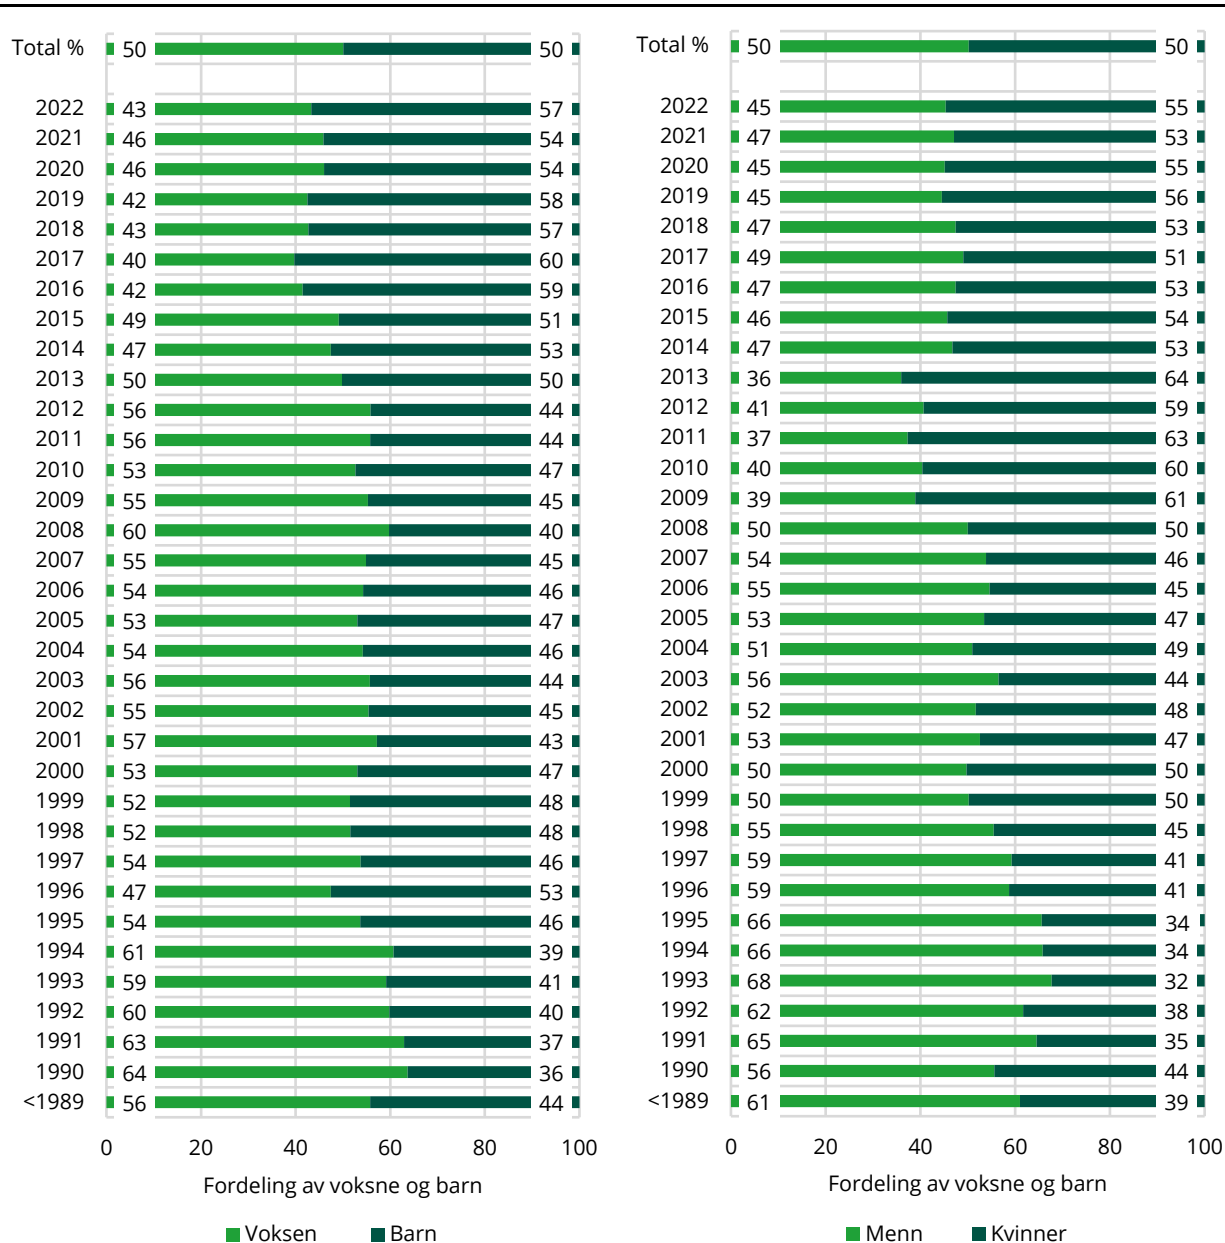 Total % 50 50
2022 43 57
2021 46 54
2020 46 54
2019 42 58
2018 43 57
2017 40 60
2016 42 59
2015 49 51
2014 47 53
2013 50 50
2012 56 44
2011 56 44
2010 53 47
2009 55 45
2008 60 40
2007 55 45
2006 54 46
2005 53 47
2004 54 46
2003 56 44
2002 55 45
2001 57 43
2000 53 47
1999 52 48
1998 52 48
1997 54 46
1996 47 53
1995 54 46
1994 61 39
1993 59 41
1992 60 40
1991 63 37
1990 64 36
<1989 56 44
0 20 40 60 80 100
Fordeling av voksne og barn
Voksen Barn
Total % 50 50
2022 45 55
2021 47 53
2020 45 55
2019 45 56
2018 47 53
2017 49 51
2016 47 53
2015 46 54
2014 47 53
2013 36 64
2012 41 59
2011 37 63
2010 40 60
2009 39 61
2008 50 50
2007 54 46
2006 55 45
2005 53 47
2004 51 49
2003 56 44
2002 52 48
2001 53 47
2000 50 50
1999 50 50
1998 55 45
1997 59 41
1996 59 41
1995 66 34
1994 66 34
1993 68 32
1992 62 38
1991 65 35
1990 56 44
<1989 61 39
0 20 40 60 80 100
Fordeling av voksne og barn
Menn Kvinner